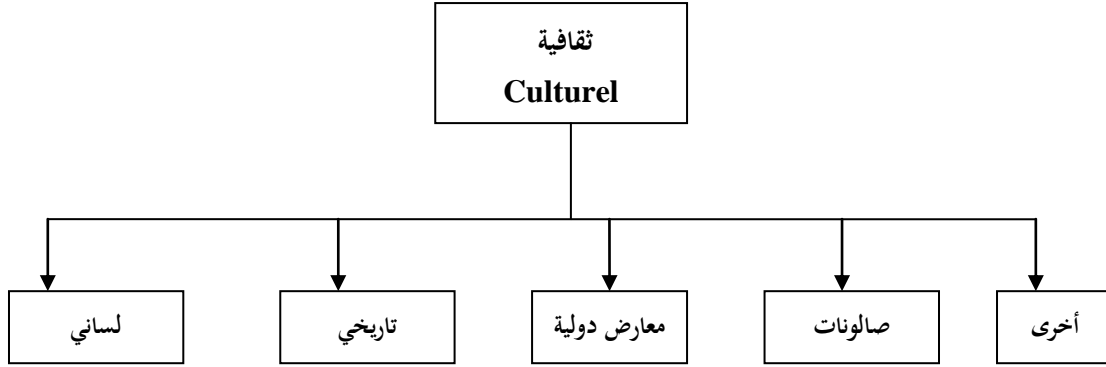 ثقافية
Culturel
أخرى
صالونات
معارض دولية
تاريخي
لساني